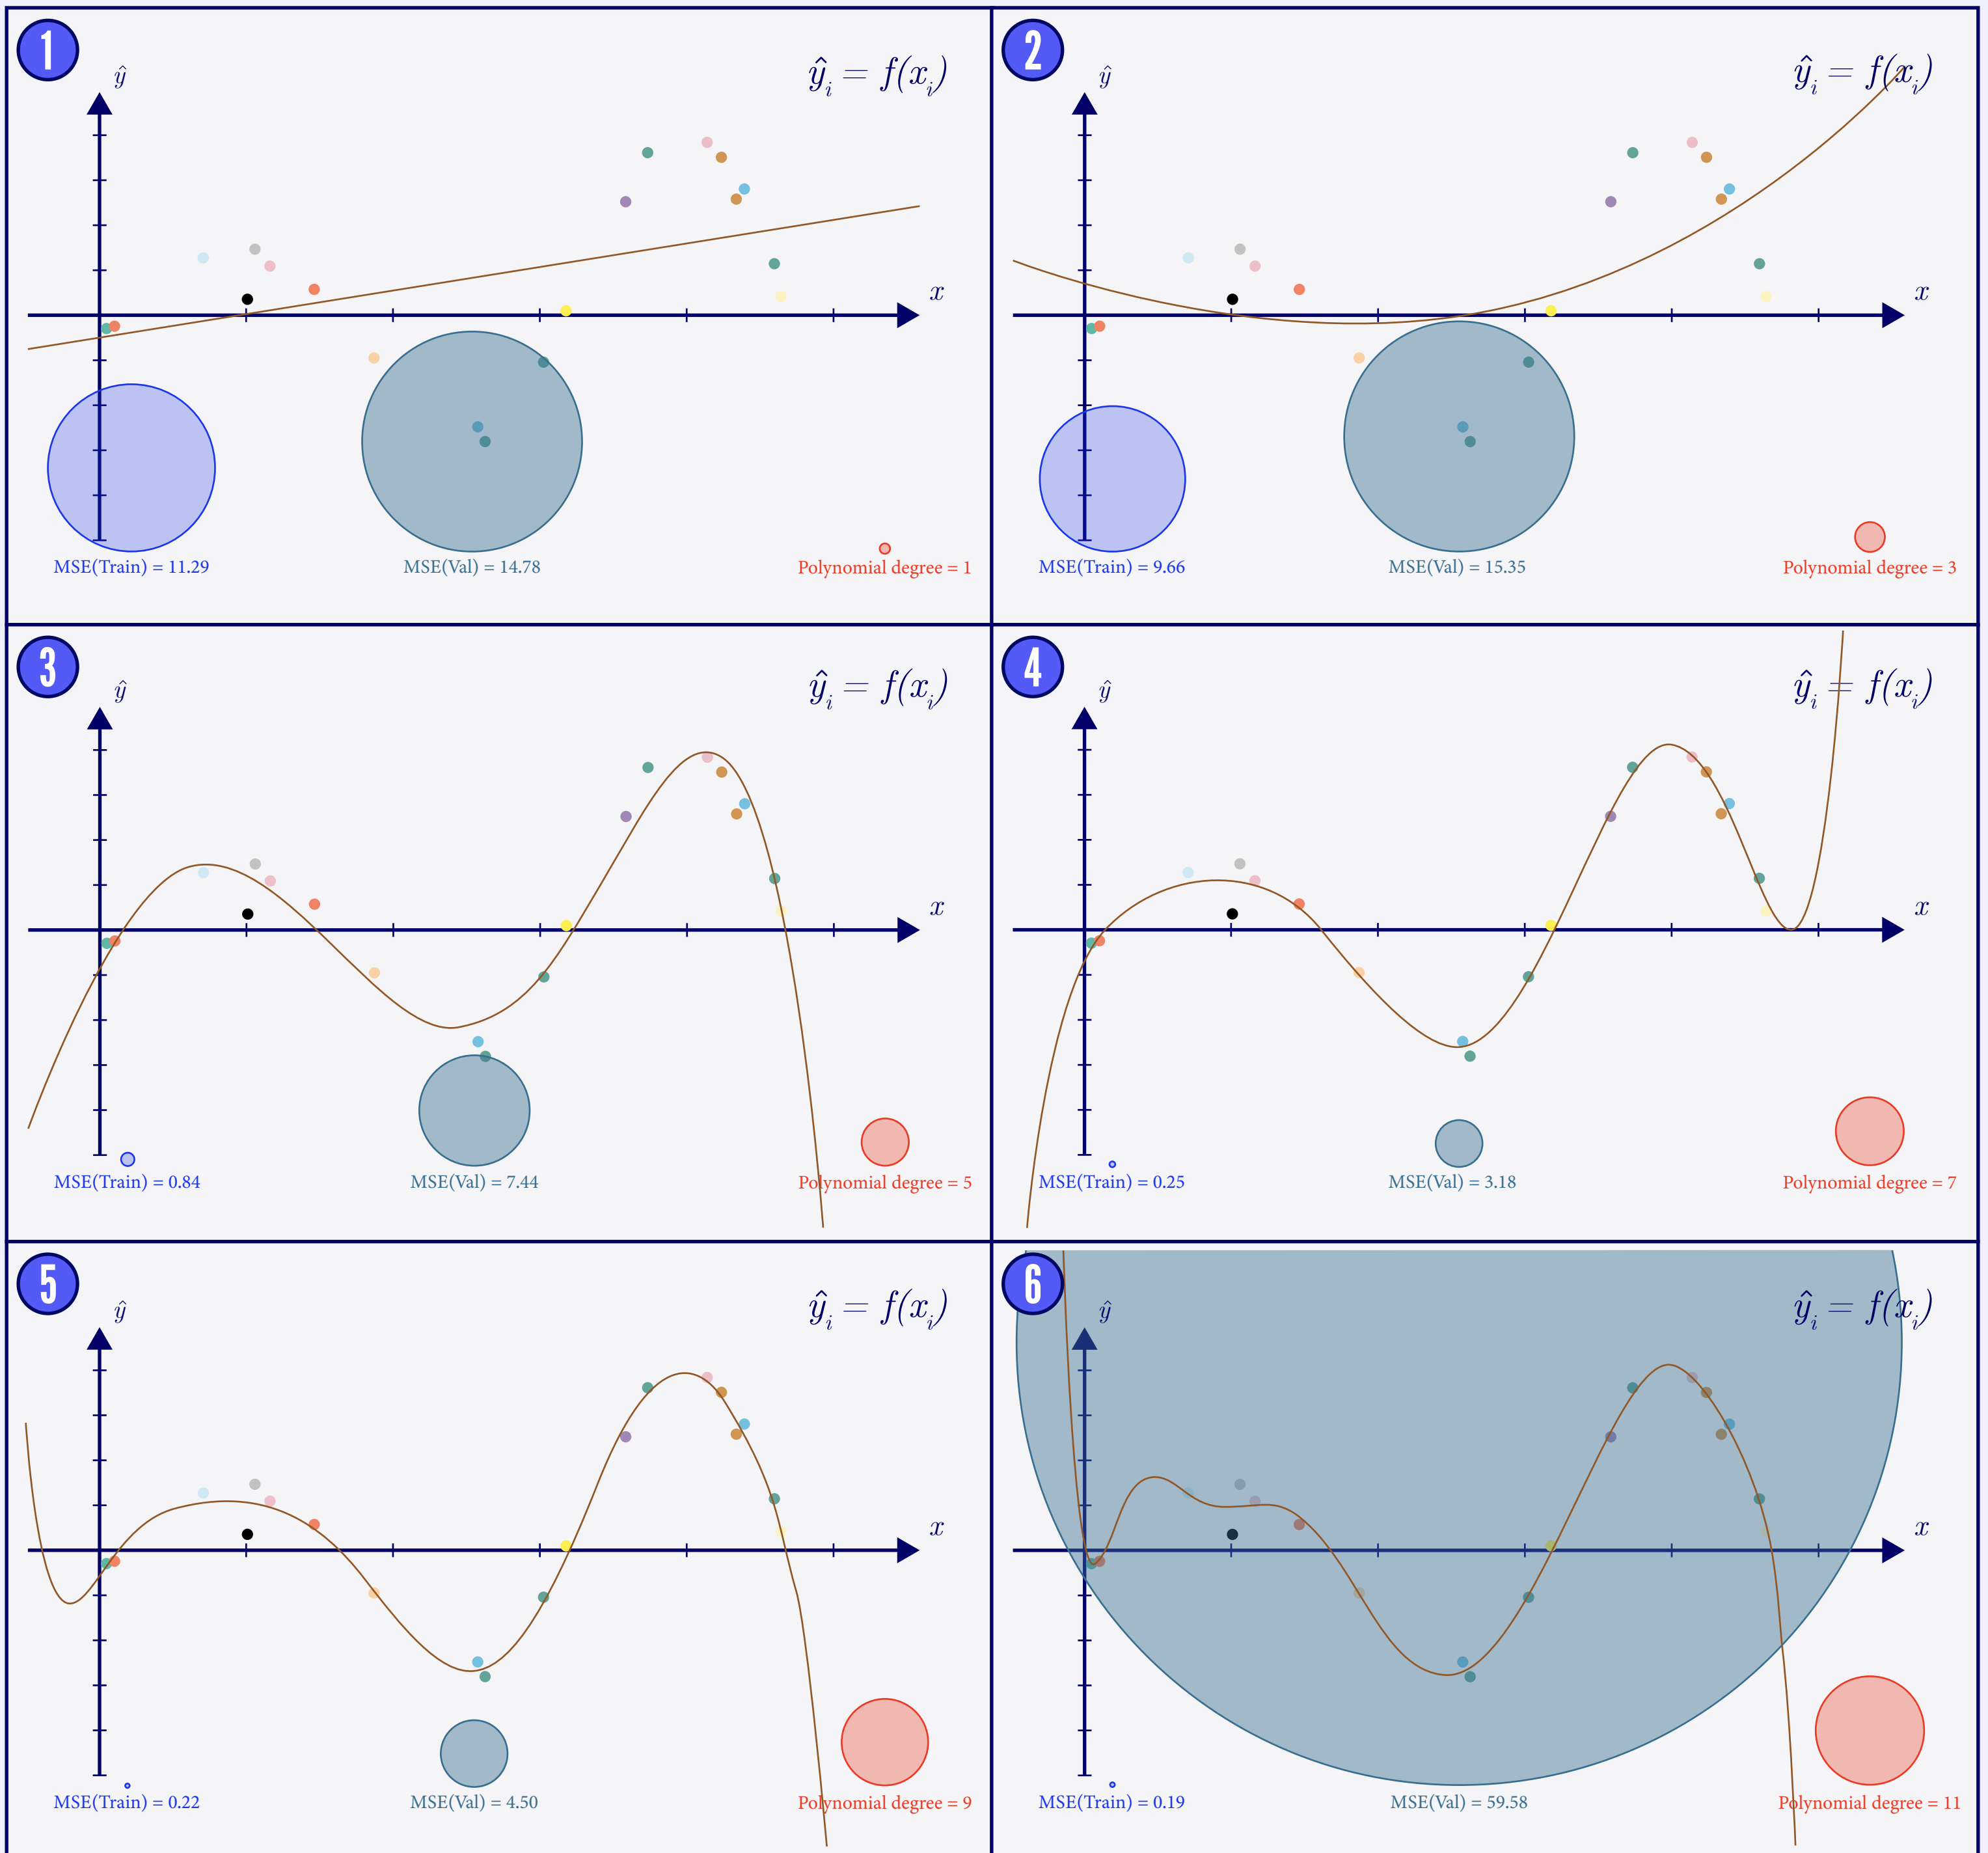 1
ŷ
ŷᵢ = f(xᵢ)
x
MSE(Train) = 11.29
MSE(Val) = 14.78
Polynomial degree = 1
2
ŷ
ŷᵢ = f(xᵢ)
x
MSE(Train) = 9.66
MSE(Val) = 15.35
Polynomial degree = 3
3
ŷ
ŷᵢ = f(xᵢ)
x
MSE(Train) = 0.84
MSE(Val) = 7.44
Polynomial degree = 5
4
ŷ
ŷᵢ = f(xᵢ)
x
MSE(Train) = 0.25
MSE(Val) = 3.18
Polynomial degree = 7
5
ŷ
ŷᵢ = f(xᵢ)
x
MSE(Train) = 0.22
MSE(Val) = 4.50
Polynomial degree = 9
6
ŷ
ŷᵢ = f(xᵢ)
x
MSE(Train) = 0.19
MSE(Val) = 59.58
Polynomial degree = 11